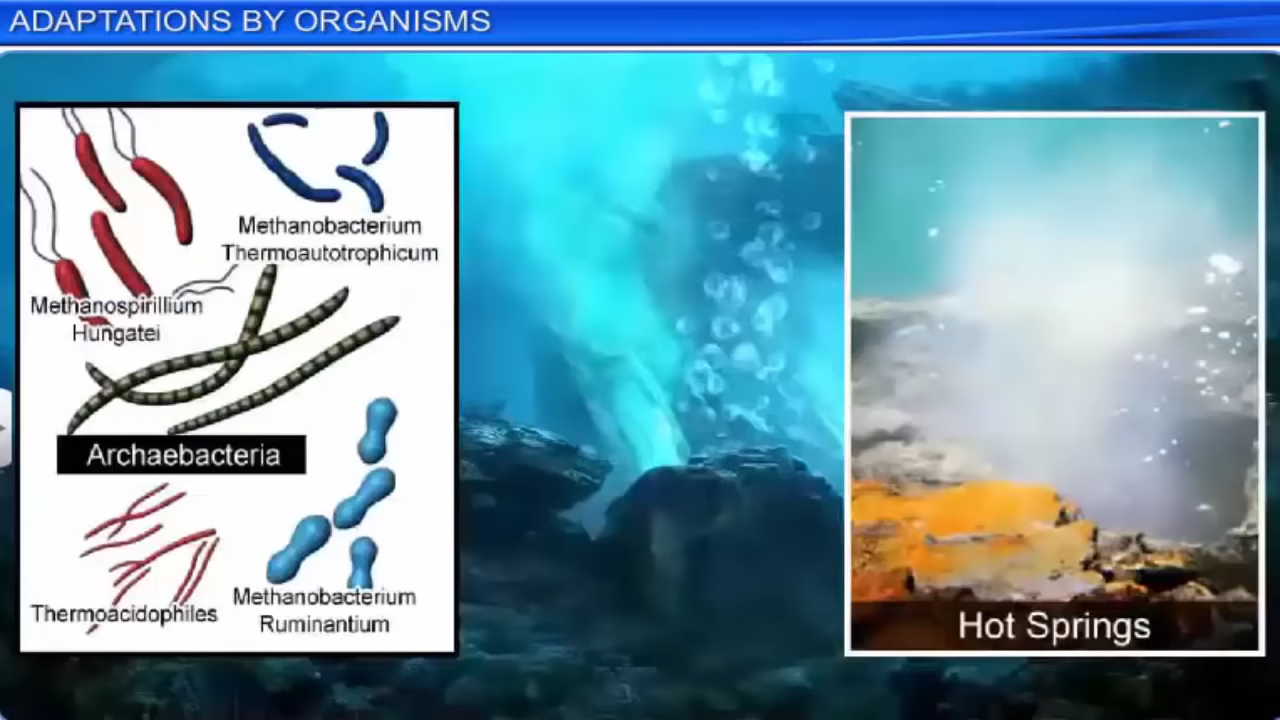 ADAPTATIONS BY ORGANISMS
Methanobacterium
Thermoautotrophicum
Methanospirillium
Hungatei
Archaebacteria
Thermoacidophiles
Methanobacterium
Ruminantium
Hot Springs